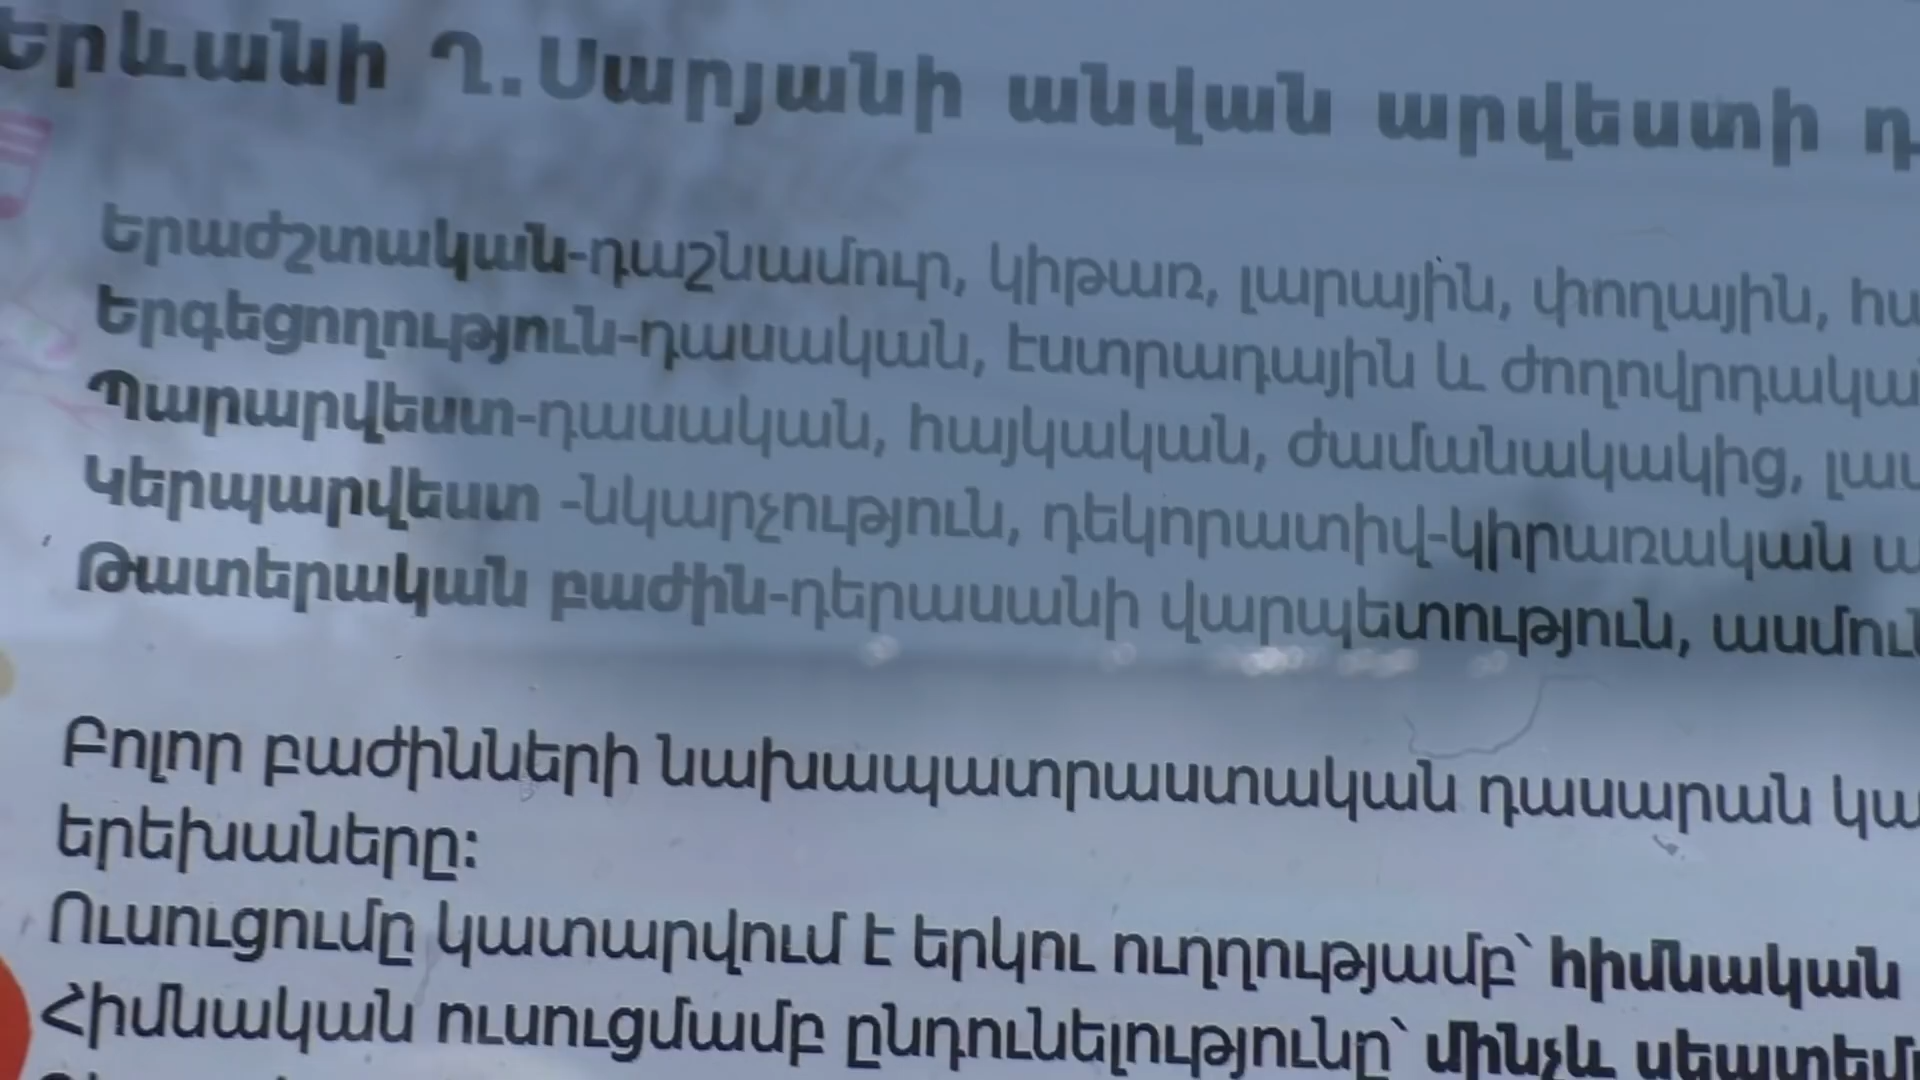 Երևանի Ղ.Սարյանի անվան արվեստի
Երաժշտական-դաշնամուր, կիթառ, լարային, փողային,
Երգեցողություն-դասական, էստրադային և ժողովրդական
Պարարվեստ-դասական, հայկական, ժամանակակից,
Կերպարվեստ -նկարչություն, դեկորատիվ-կիրառական
Թատերական բաժին-դերասանի վարպետություն,
Բոլոր բաժինների նախապատրաստական դասարան
երեխաները:
Ուսուցումը կատարվում է երկու ուղղությամբ՝ հիմնական
Հիմնական ուսուցմամբ ընդունելությունը՝ մինչև